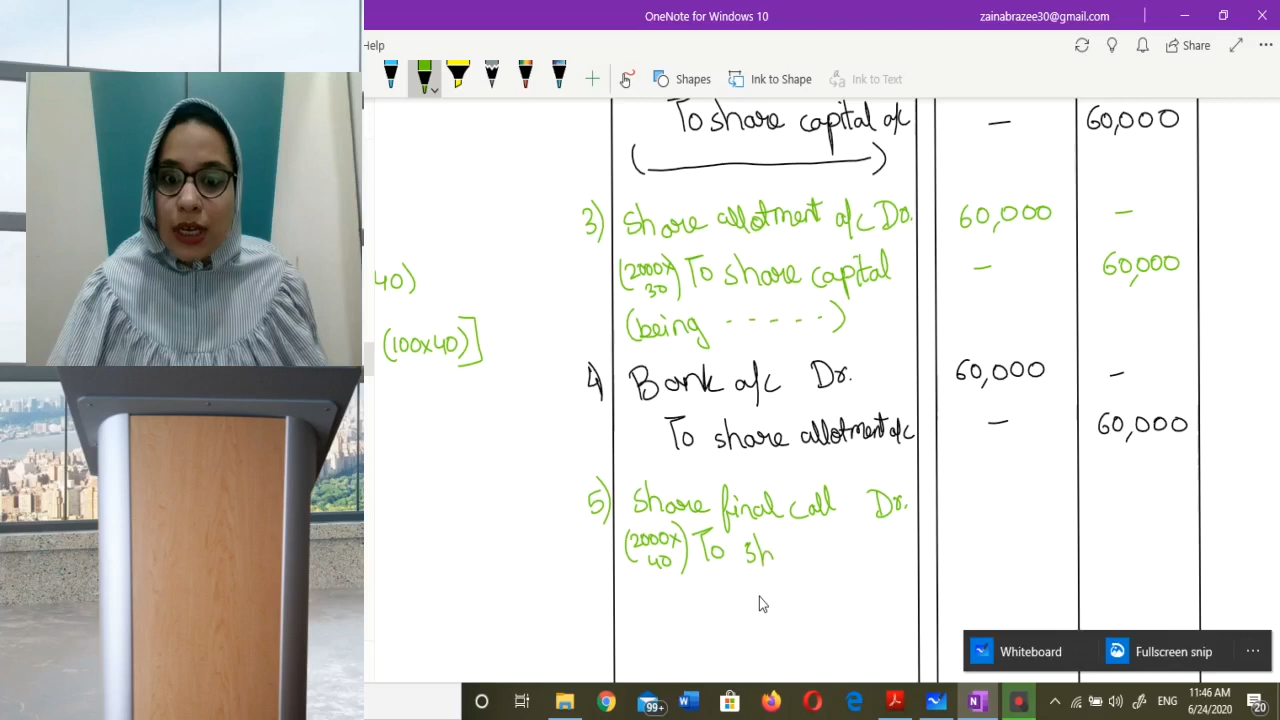 OneNote for Windows 10
zainabrazee30@gmail.com
Help
Share
Shapes
Ink to Shape
Ink to Text
To share capital a/c - 60,000
3) Share allotment a/c Dr. 60,000 -
(2000x30) To share capital - 60,000
(being - - - - -)
40)
(100x40)]
4) Bank a/c Dr. 60,000 -
To share allotment a/c - 60,000
5) Share final call Dr.
(2000x40) To sh
Whiteboard
Fullscreen snip
99+
ENG
11:46 AM
6/24/2020
20